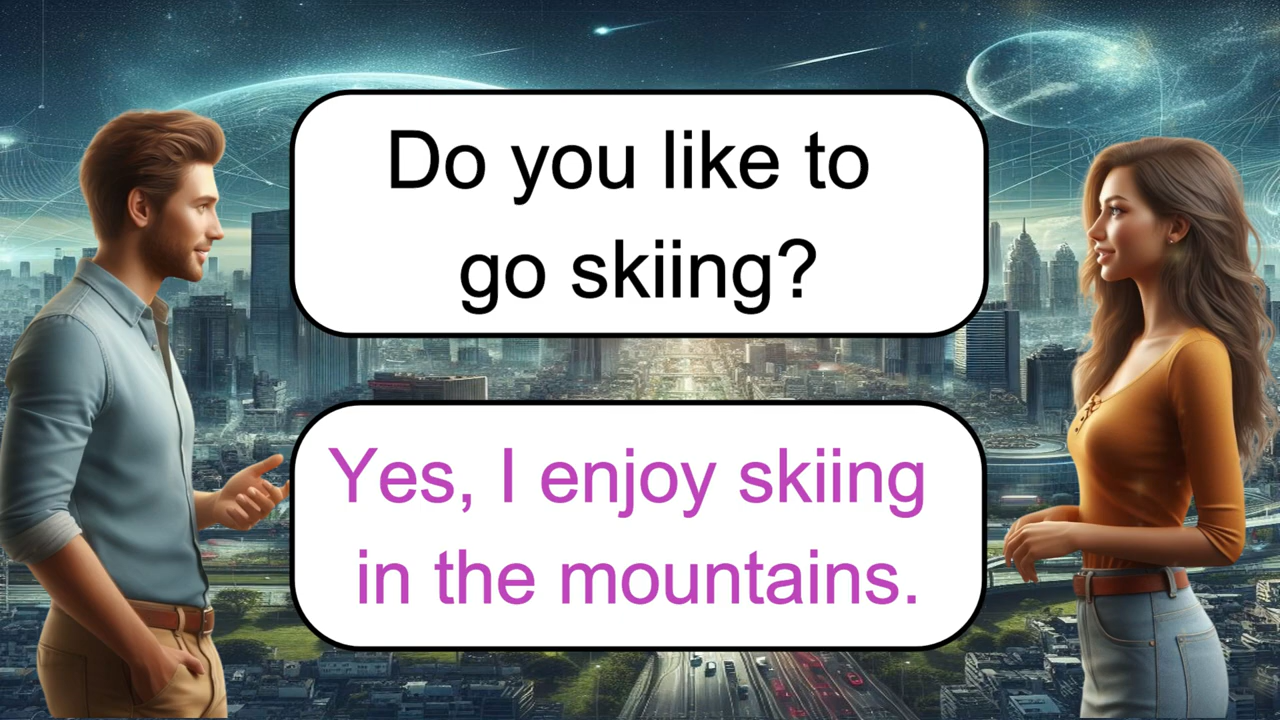 Do you like to
go skiing?
Yes, I enjoy skiing
in the mountains.